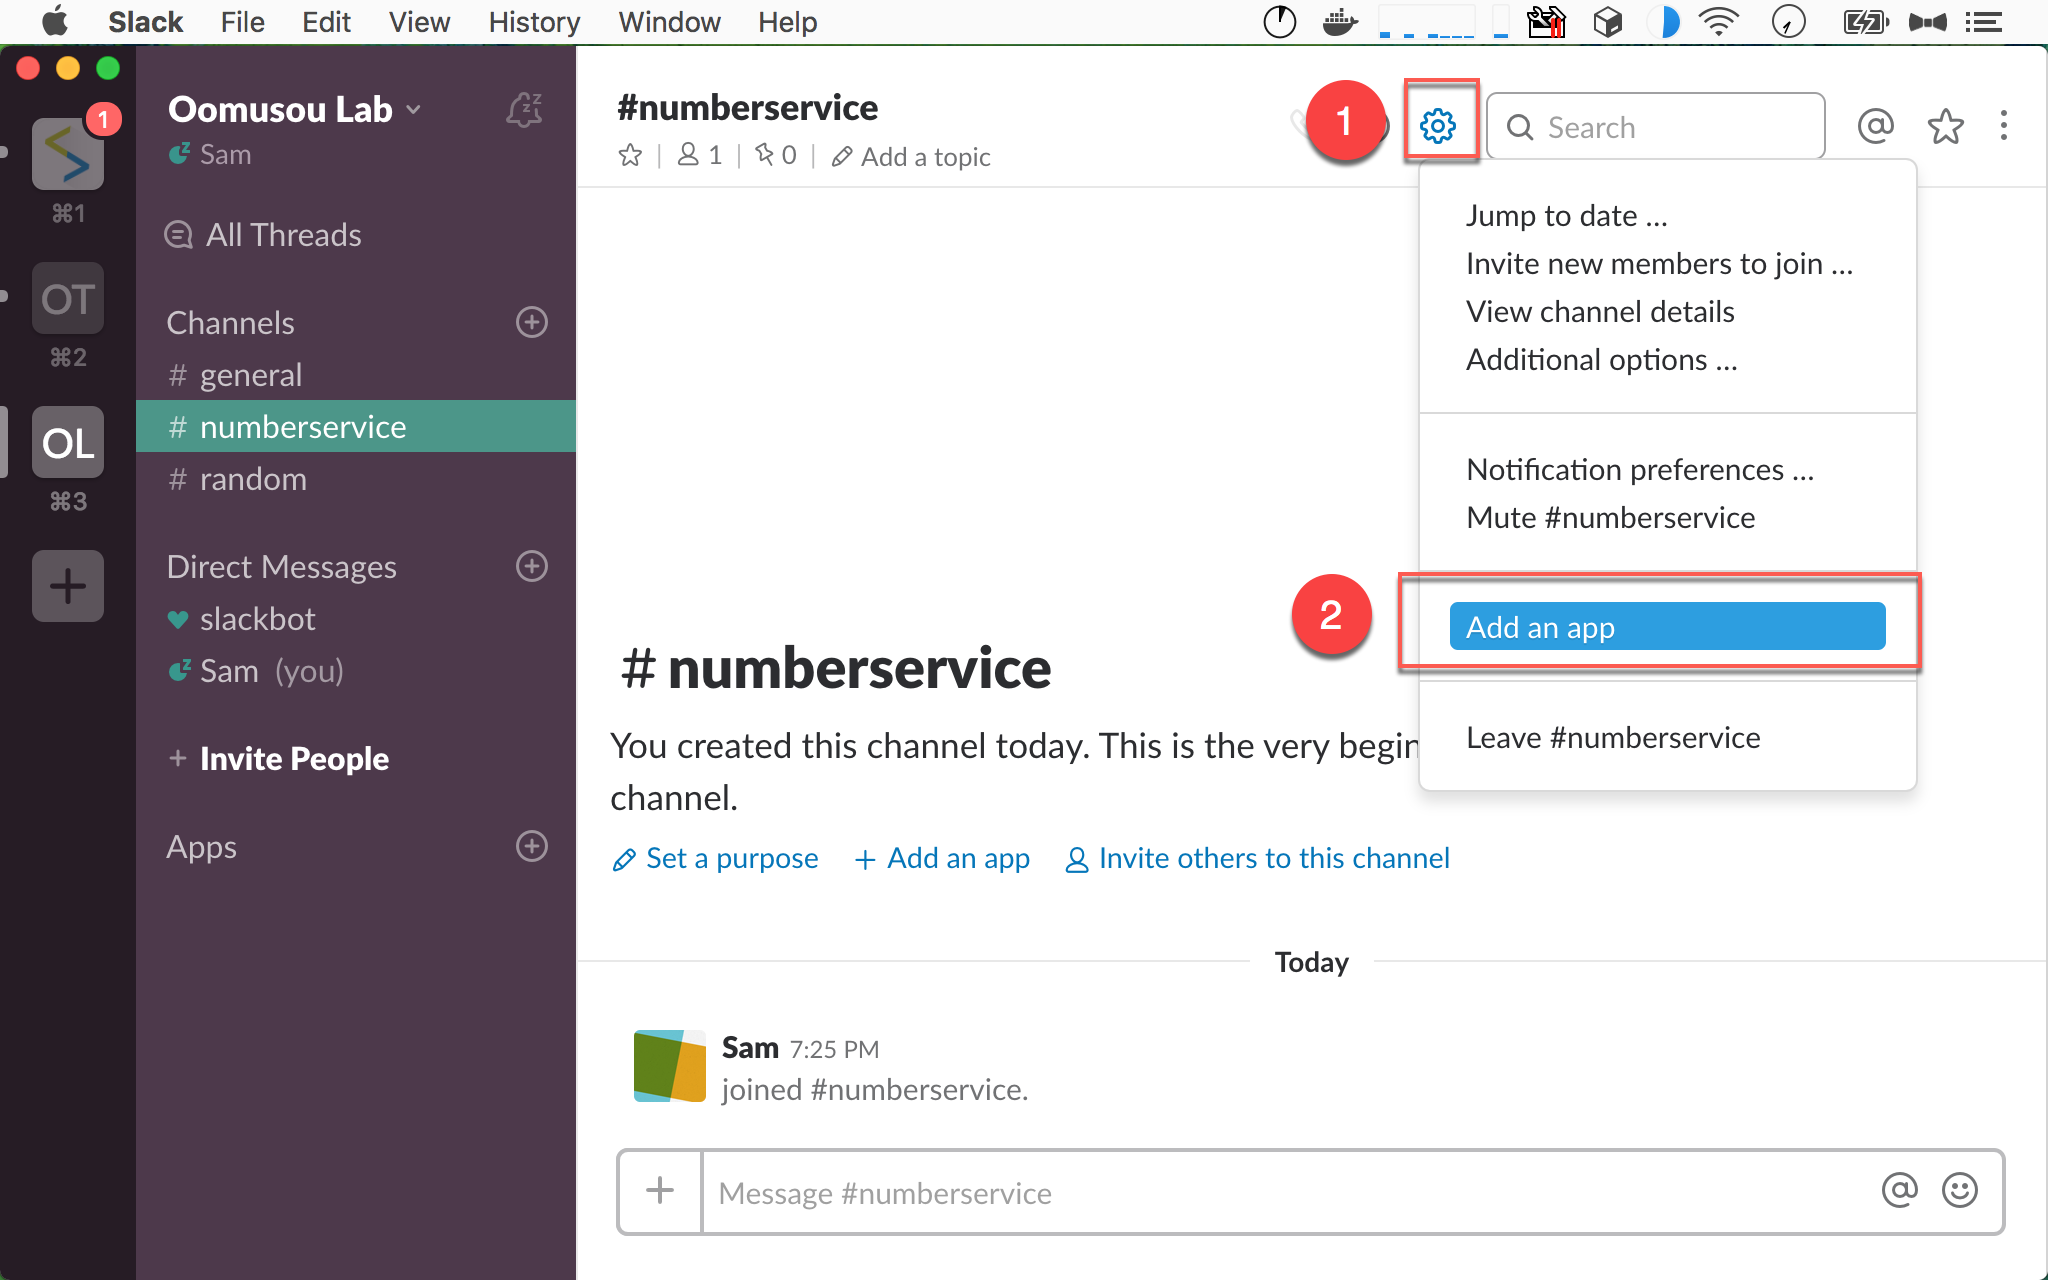 Slack File Edit View History Window Help
1
⌘1
OT
⌘2
OL
⌘3
Oomusou Lab
Sam
All Threads
Channels
# general
# numberservice
# random
Direct Messages
slackbot
Sam (you)
+ Invite People
Apps
#numberservice
1 | 0 | Add a topic
1
Search
Jump to date ...
Invite new members to join ...
View channel details
Additional options ...
Notification preferences ...
Mute #numberservice
2
Add an app
Leave #numberservice
# numberservice
You created this channel today. This is the very begin
channel.
Set a purpose + Add an app Invite others to this channel
Today
Sam 7:25 PM
joined #numberservice.
Message #numberservice